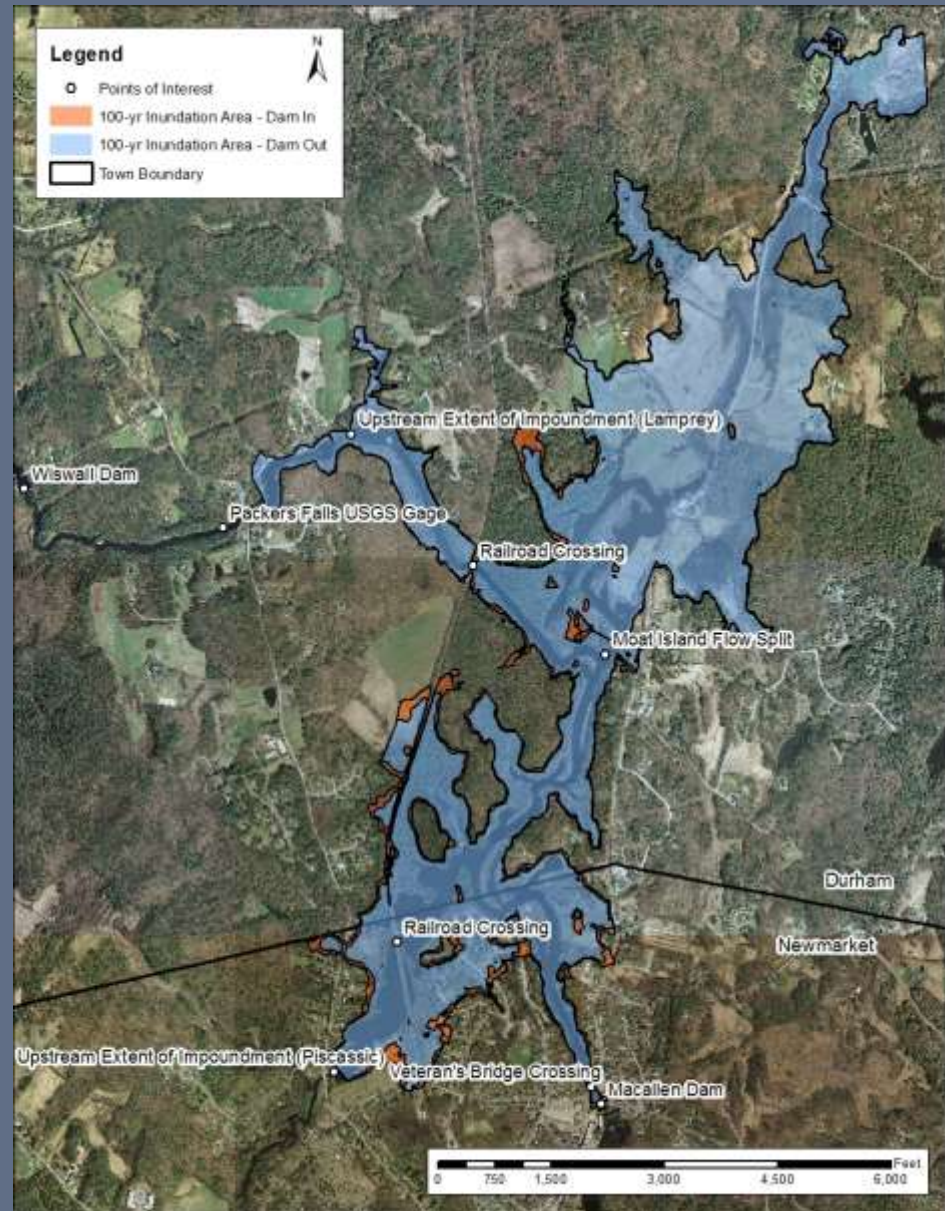 Legend
N
Points of Interest
100-yr Inundation Area - Dam In
100-yr Inundation Area - Dam Out
Town Boundary
Upstream Extent of Impoundment (Lamprey)
Wiswall Dam
Packers Falls USGS Gage
Railroad Crossing
Moat Island Flow Split
Durham
Railroad Crossing
Newmarket
Upstream Extent of Impoundment (Piscassic)
Veteran's Bridge Crossing
Macallen Dam
Feet
0 750 1,500 3,000 4,500 6,000